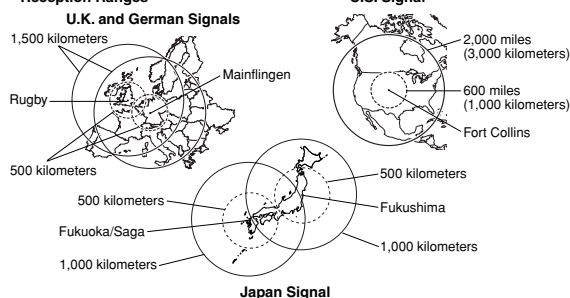 Reception Ranges
U.K. and German Signals
1,500 kilometers
Mainflingen
Rugby
500 kilometers
U.S. Signal
2,000 miles
(3,000 kilometers)
600 miles
(1,000 kilometers)
Fort Collins
500 kilometers
500 kilometers
Fukushima
Fukuoka/Saga
1,000 kilometers
1,000 kilometers
Japan Signal